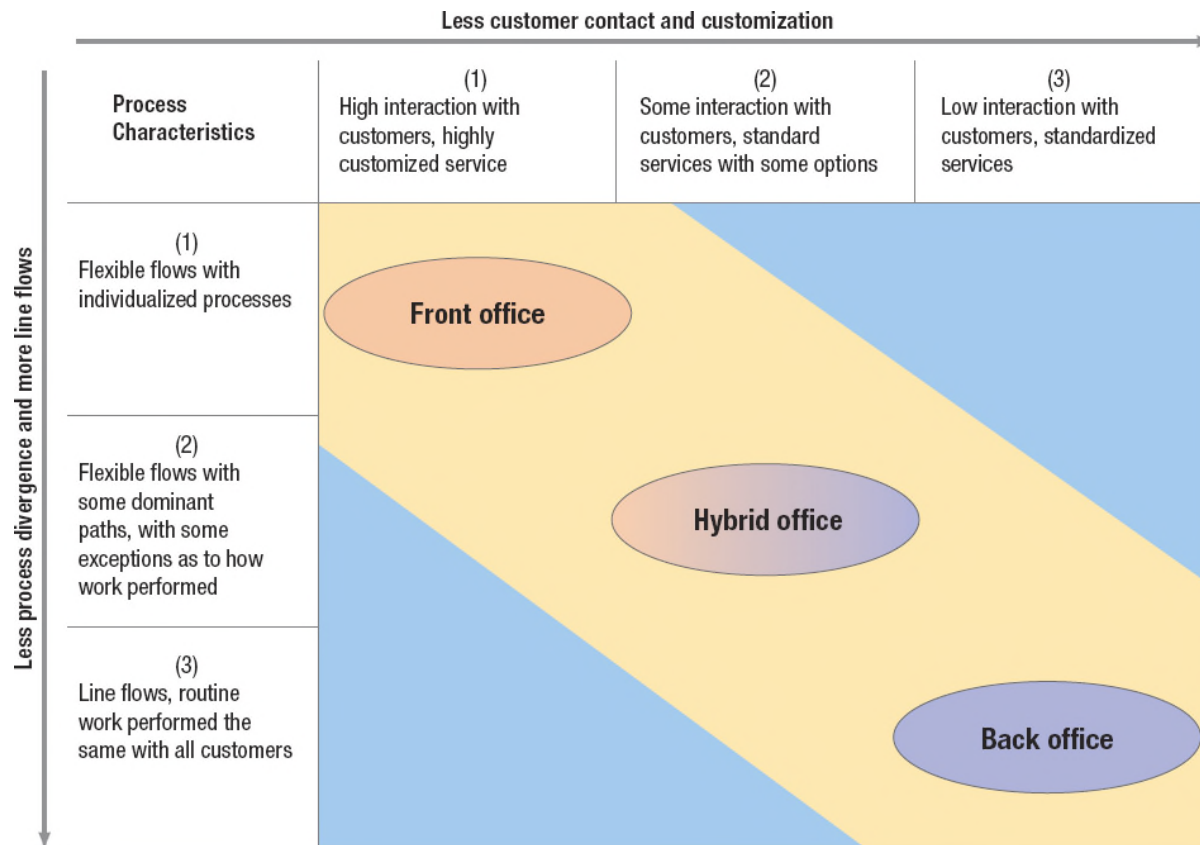 Less customer contact and customization
Less process divergence and more line flows
Process
Characteristics
(1)
High interaction with
customers, highly
customized service
(2)
Some interaction with
customers, standard
services with some options
(3)
Low interaction with
customers, standardized
services
(1)
Flexible flows with
individualized processes
Front office
(2)
Flexible flows with
some dominant
paths, with some
exceptions as to how
work performed
Hybrid office
(3)
Line flows, routine
work performed the
same with all customers
Back office